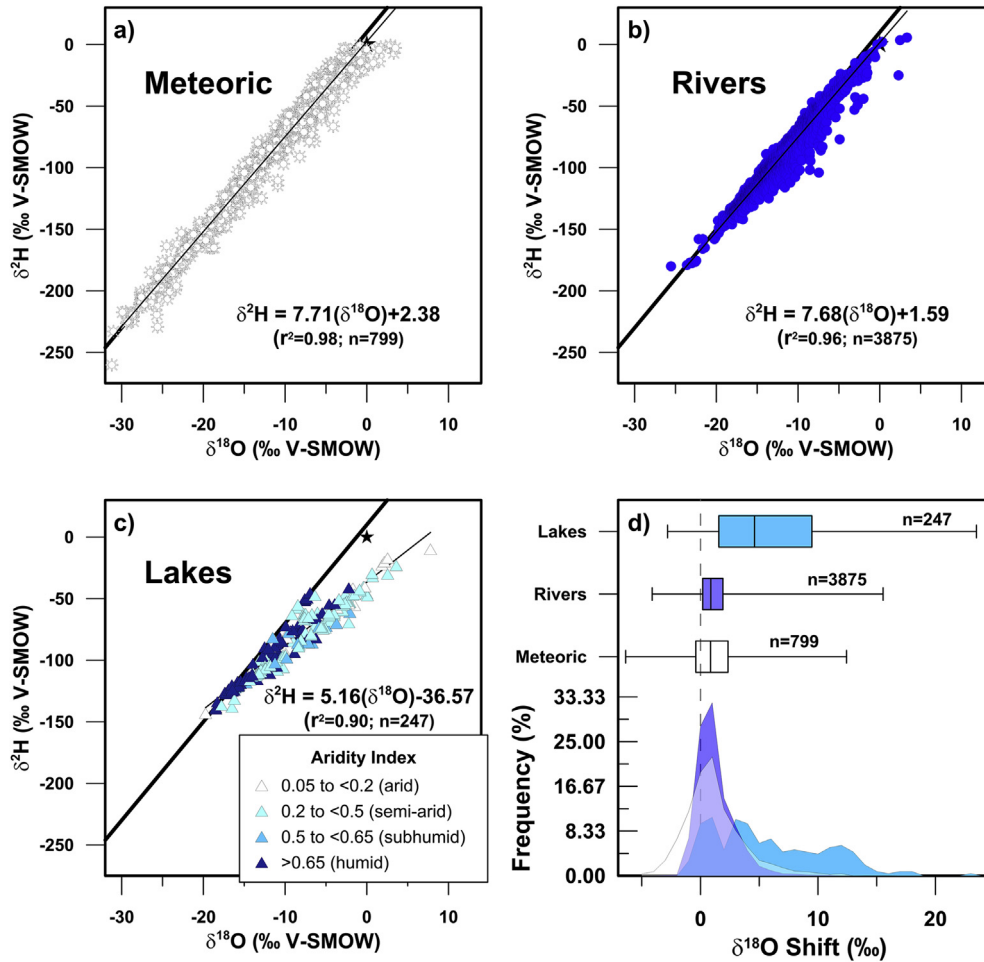 a)
Meteoric
0
-50
-100
-150
-200
-250
δ²H (‰ V-SMOW)
δ²H = 7.71(δ¹⁸O)+2.38
(r²=0.98; n=799)
-30 -20 -10 0 10
δ¹⁸O (‰ V-SMOW)
b)
Rivers
0
-50
-100
-150
-200
-250
δ²H (‰ V-SMOW)
δ²H = 7.68(δ¹⁸O)+1.59
(r²=0.96; n=3875)
-30 -20 -10 0 10
δ¹⁸O (‰ V-SMOW)
c)
Lakes
0
-50
-100
-150
-200
-250
δ²H (‰ V-SMOW)
δ²H = 5.16(δ¹⁸O)-36.57
(r²=0.90; n=247)
Aridity Index
0.05 to <0.2 (arid)
0.2 to <0.5 (semi-arid)
0.5 to <0.65 (subhumid)
>0.65 (humid)
-30 -20 -10 0 10
δ¹⁸O (‰ V-SMOW)
d)
Lakes n=247
Rivers n=3875
Meteoric n=799
33.33
25.00
16.67
8.33
0.00
Frequency (%)
0 10 20
δ¹⁸O Shift (‰)